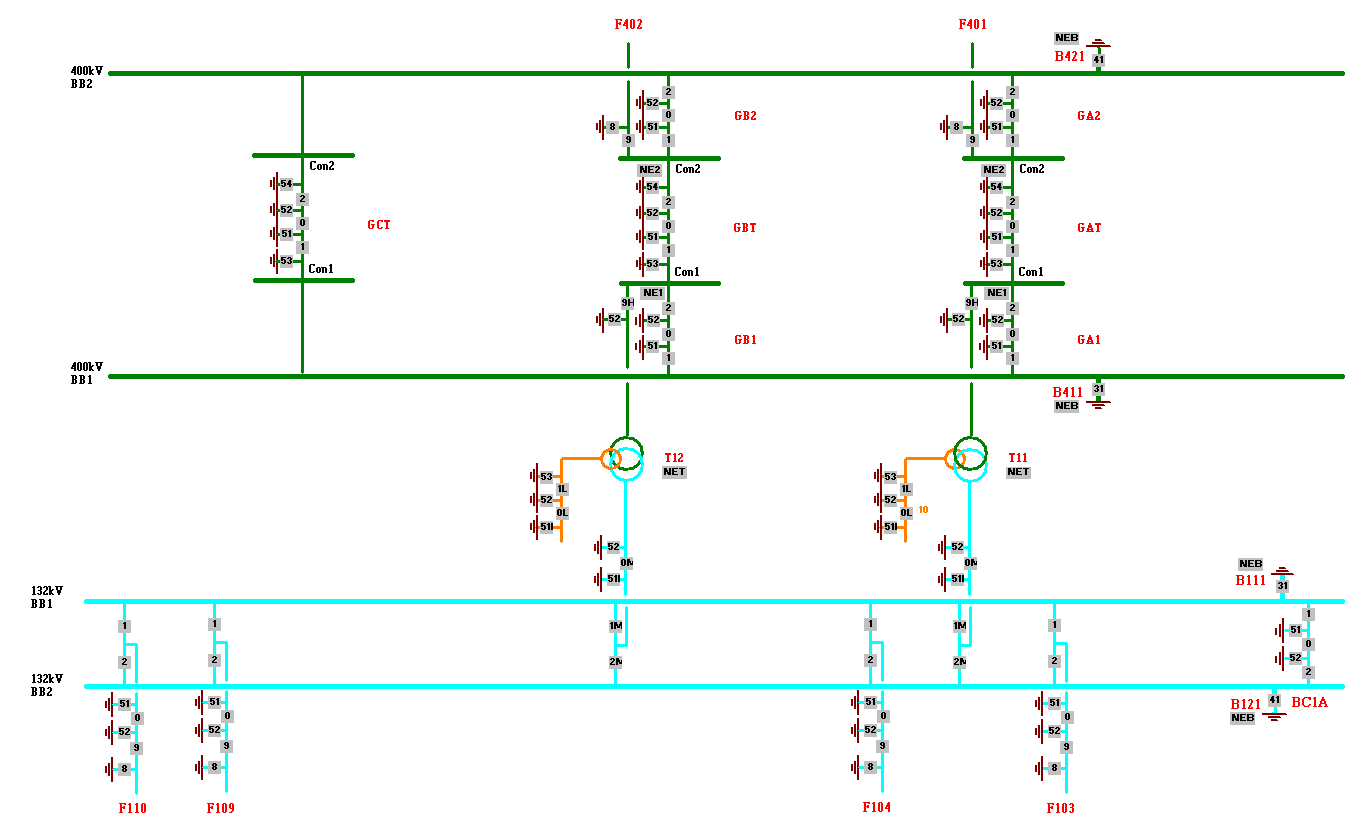 F402
F401
NEB
B421
41
400kV
BB2
2
2
52
52
0
GB2
0
GA2
8
51
8
51
9
1
9
1
Con2
NE2
Con2
NE2
Con2
54
54
54
2
2
2
52
52
52
0
GCT
0
GBT
0
GAT
51
51
51
1
1
1
53
53
53
Con1
Con1
Con1
NE1
NE1
9H
2
9H
2
52
52
52
52
0
GB1
0
GA1
51
51
1
1
400kV
BB1
31
B411
NEB
T12
NET
T11
NET
53
53
1L
1L
52
52
0L
0L
10
51I
51I
52
52
0M
0M
51I
51I
NEB
B111
31
132kV
BB1
1
1
1M
1
1M
1
1
51
0
2
2
2M
2
2M
2
52
2
132kV
BB2
51
51
51
51
41
B121
BC1A
NEB
0
0
0
0
52
52
52
52
9
9
9
9
8
8
8
8
F110
F109
F104
F103